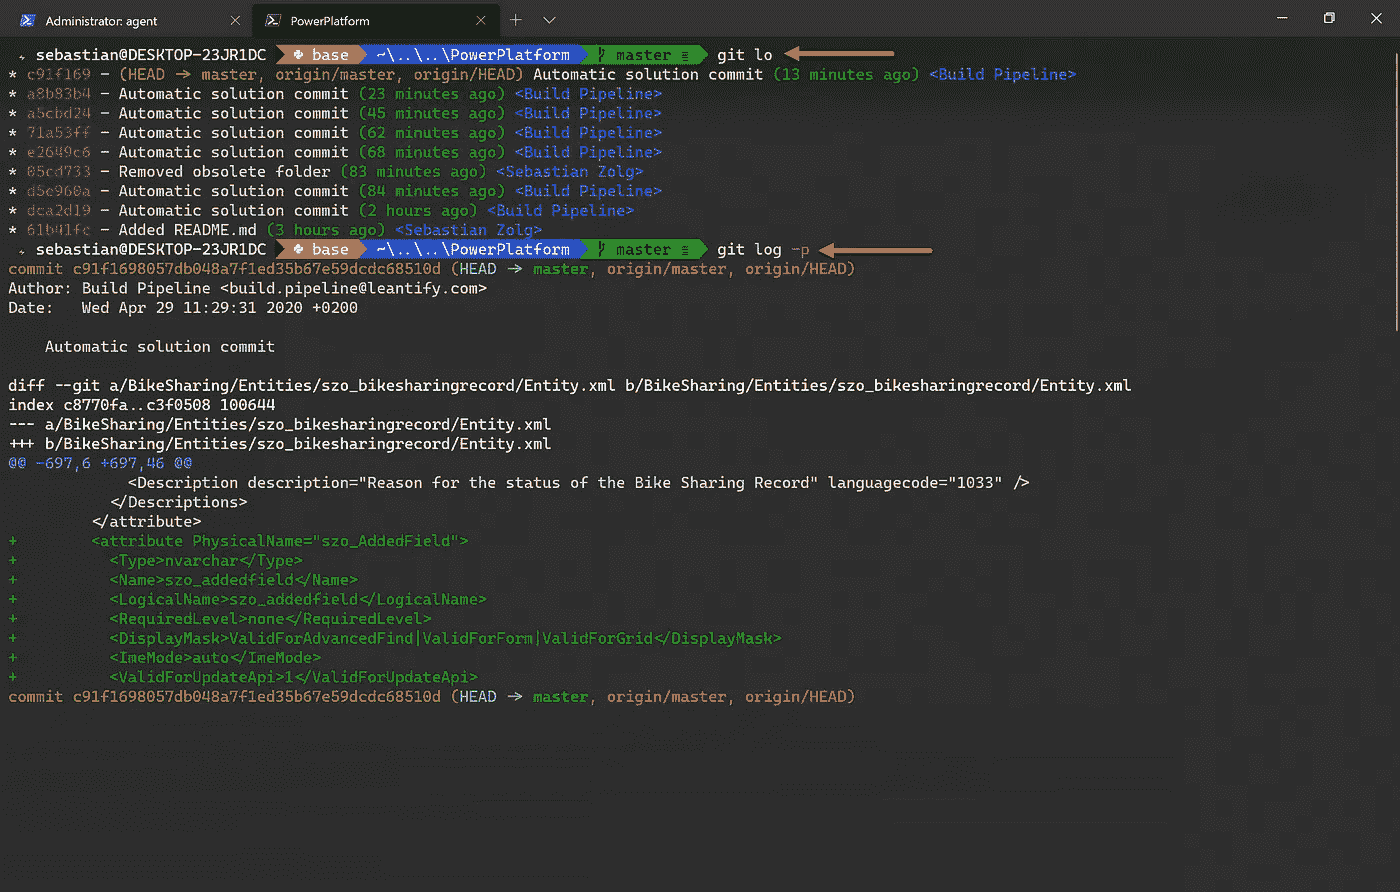 Administrator: agent
PowerPlatform
sebastian@DESKTOP-23JR1DC base ~\..\..\PowerPlatform master ≡ git lo
* c91f169 - (HEAD → master, origin/master, origin/HEAD) Automatic solution commit (13 minutes ago) <Build Pipeline>
* a8b83b4 - Automatic solution commit (23 minutes ago) <Build Pipeline>
* a5cbd24 - Automatic solution commit (45 minutes ago) <Build Pipeline>
* 71a53ff - Automatic solution commit (62 minutes ago) <Build Pipeline>
* e2649c6 - Automatic solution commit (68 minutes ago) <Build Pipeline>
* 05cd733 - Removed obsolete folder (83 minutes ago) <Sebastian Zolg>
* d5c960a - Automatic solution commit (84 minutes ago) <Build Pipeline>
* dca2d19 - Automatic solution commit (2 hours ago) <Build Pipeline>
* 61b41fc - Added README.md (3 hours ago) <Sebastian Zolg>
sebastian@DESKTOP-23JR1DC base ~\..\..\PowerPlatform master ≡ git log -p
commit c91f1698057db048a7f1ed35b67e59dcdc68510d (HEAD → master, origin/master, origin/HEAD)
Author: Build Pipeline <build.pipeline@leantify.com>
Date:   Wed Apr 29 11:29:31 2020 +0200
Automatic solution commit
diff --git a/BikeSharing/Entities/szo_bikesharingrecord/Entity.xml b/BikeSharing/Entities/szo_bikesharingrecord/Entity.xml
index c8770fa..c3f0508 100644
--- a/BikeSharing/Entities/szo_bikesharingrecord/Entity.xml
+++ b/BikeSharing/Entities/szo_bikesharingrecord/Entity.xml
@@ -697,6 +697,46 @@
<Description description="Reason for the status of the Bike Sharing Record" languagecode="1033" />
</Descriptions>
</attribute>
+ <attribute PhysicalName="szo_AddedField">
+ <Type>nvarchar</Type>
+ <Name>szo_addedfield</Name>
+ <LogicalName>szo_addedfield</LogicalName>
+ <RequiredLevel>none</RequiredLevel>
+ <DisplayMask>ValidForAdvancedFind|ValidForForm|ValidForGrid</DisplayMask>
+ <ImeMode>auto</ImeMode>
+ <ValidForUpdateApi>1</ValidForUpdateApi>
commit c91f1698057db048a7f1ed35b67e59dcdc68510d (HEAD → master, origin/master, origin/HEAD)